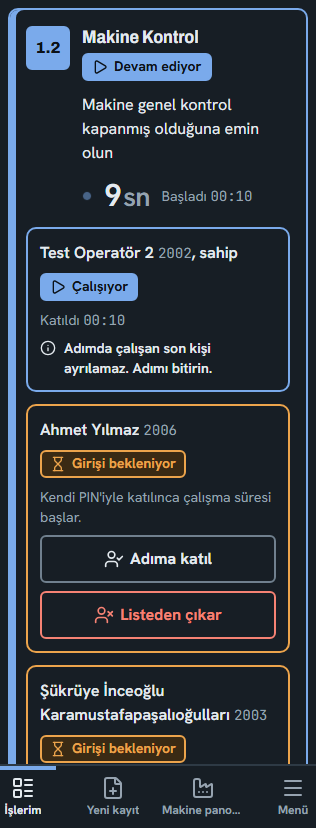 1.2
Makine Kontrol
Devam ediyor
Makine genel kontrol
kapanmış olduğuna emin
olun
9sn Başladı 00:10
Test Operatör 2 2002, sahip
Çalışıyor
Katıldı 00:10
Adımda çalışan son kişi
ayrılamaz. Adımı bitirin.
Ahmet Yılmaz 2006
Girişi bekleniyor
Kendi PIN'iyle katılınca çalışma süresi
başlar.
Adıma katıl
Listeden çıkar
Şükrüye İnceoğlu
Karamustafapaşalıoğulları 2003
Girişi bekleniyor
İşlerim
Yeni kayıt
Makine pano...
Menü